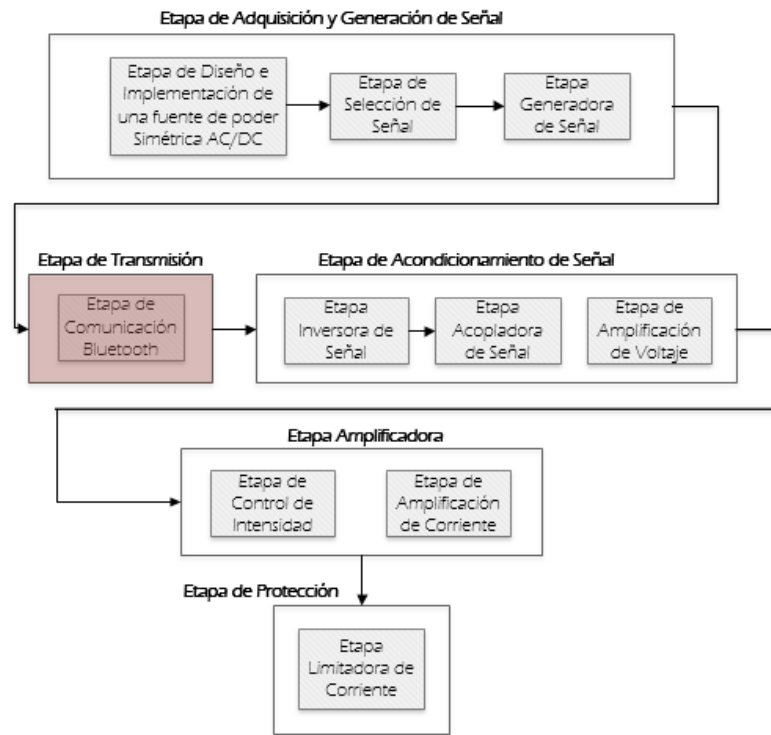 Etapa de Adquisición y Generación de Señal
Etapa de Diseño e
Implementación de
una fuente de poder
Simétrica AC/DC
Etapa de
Selección de
Señal
Etapa
Generadora
de Señal
Etapa de Transmisión
Etapa de
Comunicación
Bluetooth
Etapa de Acondicionamiento de Señal
Etapa
Inversora de
Señal
Etapa
Acopladora
de Señal
Etapa de
Amplificación
de Voltaje
Etapa Amplificadora
Etapa de
Control de
Intensidad
Etapa de
Amplificación
de Corriente
Etapa de Protección
Etapa
Limitadora de
Corriente